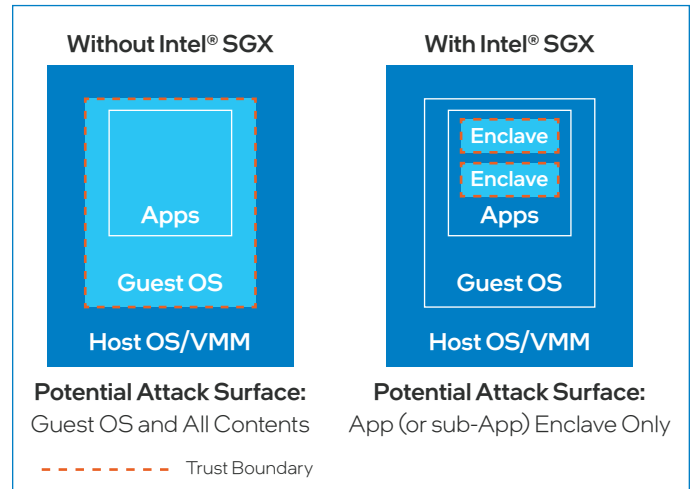 Without Intel® SGX
Apps
Guest OS
Host OS/VMM
Potential Attack Surface:
Guest OS and All Contents
With Intel® SGX
Enclave
Enclave
Apps
Guest OS
Host OS/VMM
Potential Attack Surface:
App (or sub-App) Enclave Only
Trust Boundary